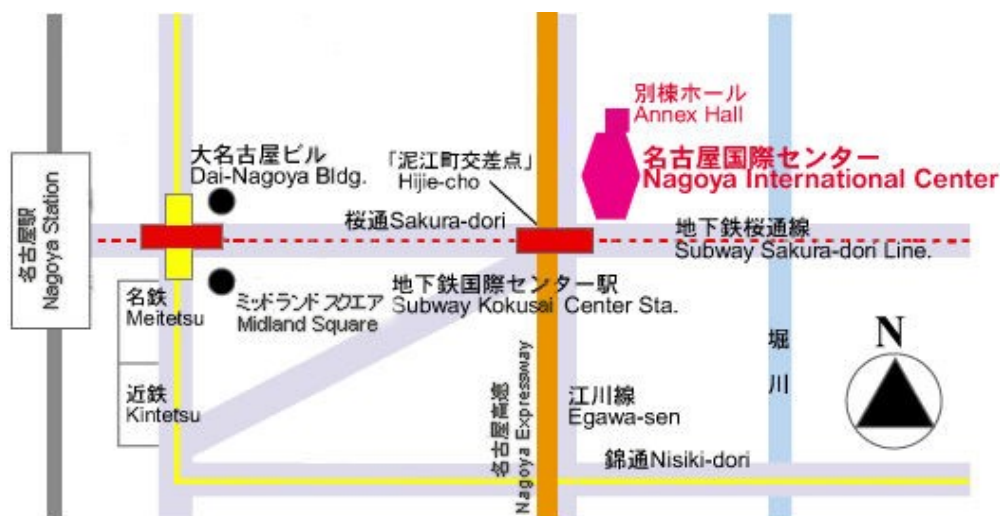 別棟ホール
Annex Hall
名古屋国際センター
Nagoya International Center
大名古屋ビル
Dai-Nagoya Bldg.
「泥江町交差点」
Hijie-cho
名古屋駅
Nagoya Station
桜通Sakura-dori
地下鉄桜通線
Subway Sakura-dori Line.
名鉄
Meitetsu
ミッドランド スクエア
Midland Square
地下鉄国際センター駅
Subway Kokusai Center Sta.
堀川
N
近鉄
Kintetsu
名古屋高速
Nagoya Expressway
江川線
Egawa-sen
錦通Nisiki-dori